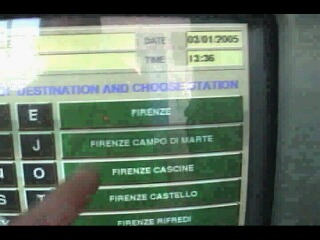 DATE 03/01/2005
TIME 13:36
DESTINATION AND CHOOSE STATION
E FIRENZE
J FIRENZE CAMPO DI MARTE
O FIRENZE CASCINE
T FIRENZE CASTELLO
FIRENZE RIFREDI